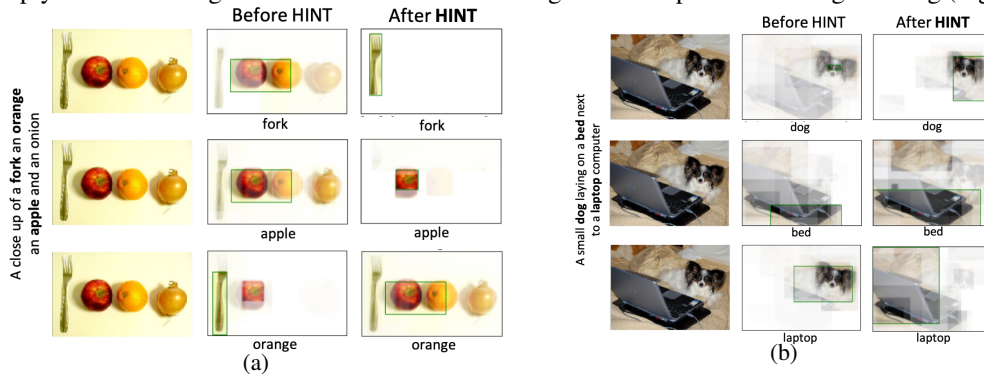 Before HINT After HINT
A close up of a fork an orange
an apple and an onion
fork fork
apple apple
orange orange
(a)
Before HINT After HINT
A small dog laying on a bed next
to a laptop computer
dog dog
bed bed
laptop laptop
(b)